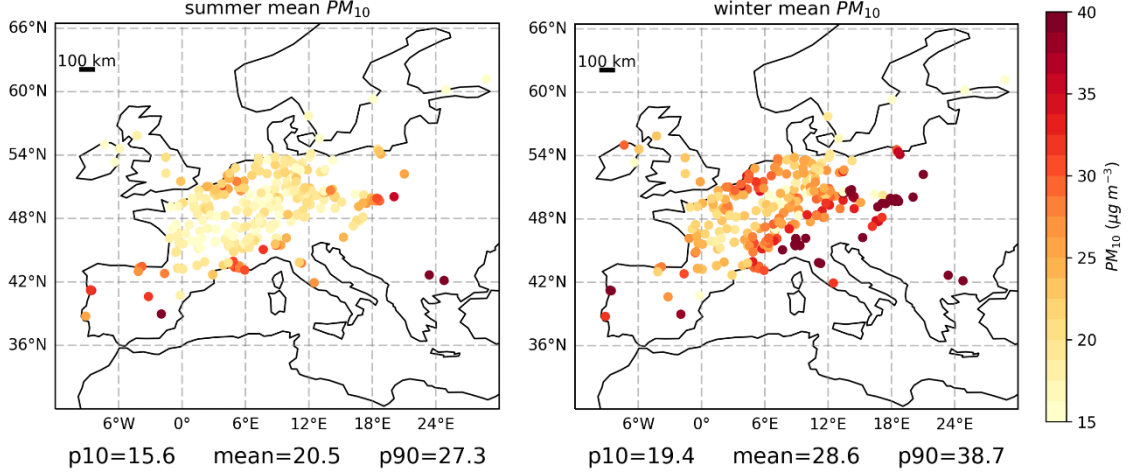 summer mean PM₁₀
66°N
60°N
54°N
48°N
42°N
36°N
100 km
6°W 0° 6°E 12°E 18°E 24°E
p10=15.6 mean=20.5 p90=27.3
winter mean PM₁₀
66°N
60°N
54°N
48°N
42°N
36°N
100 km
6°W 0° 6°E 12°E 18°E 24°E
p10=19.4 mean=28.6 p90=38.7
40
35
30
25
20
15
PM₁₀ (μg m⁻³)